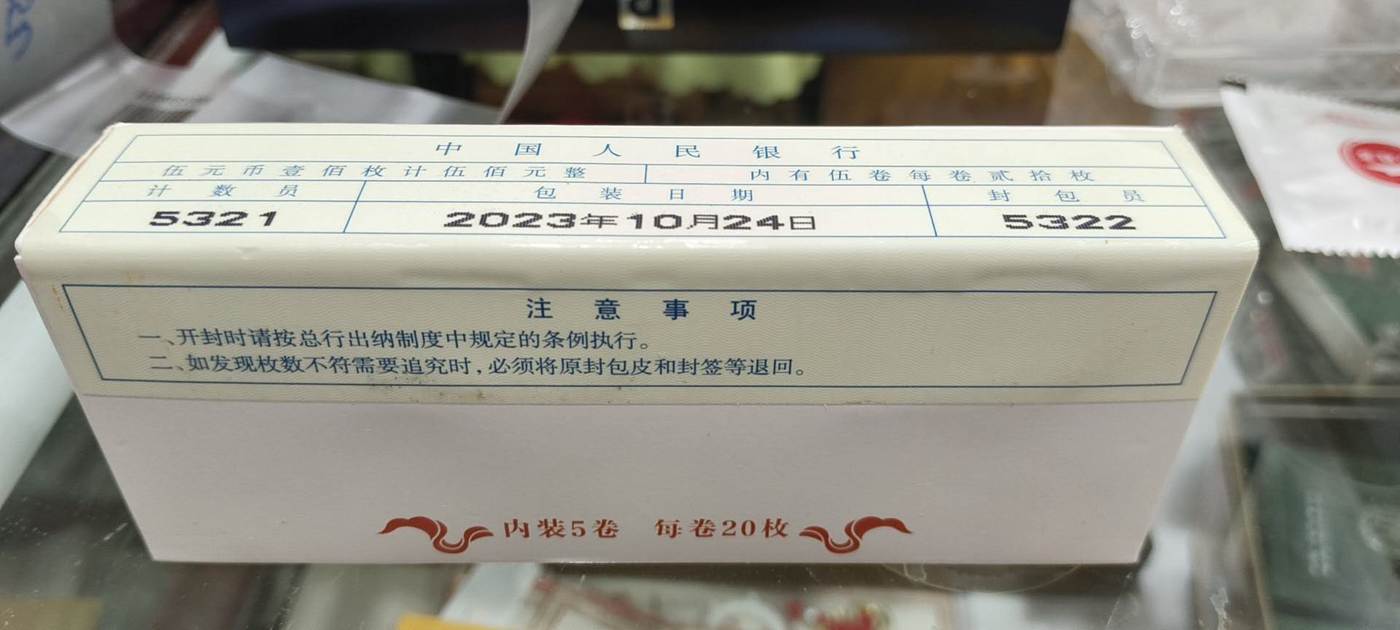 中国人民银行
伍元币壹佰枚计伍佰元整 内有伍卷每卷贰拾枚
计数员 包装日期 封包员
5321 2023年10月24日 5322
注意事项
一、开封时请按总行出纳制度中规定的条例执行。
二、如发现枚数不符需要追究时,必须将原封包皮和封签等退回。
内装5卷 每卷20枚